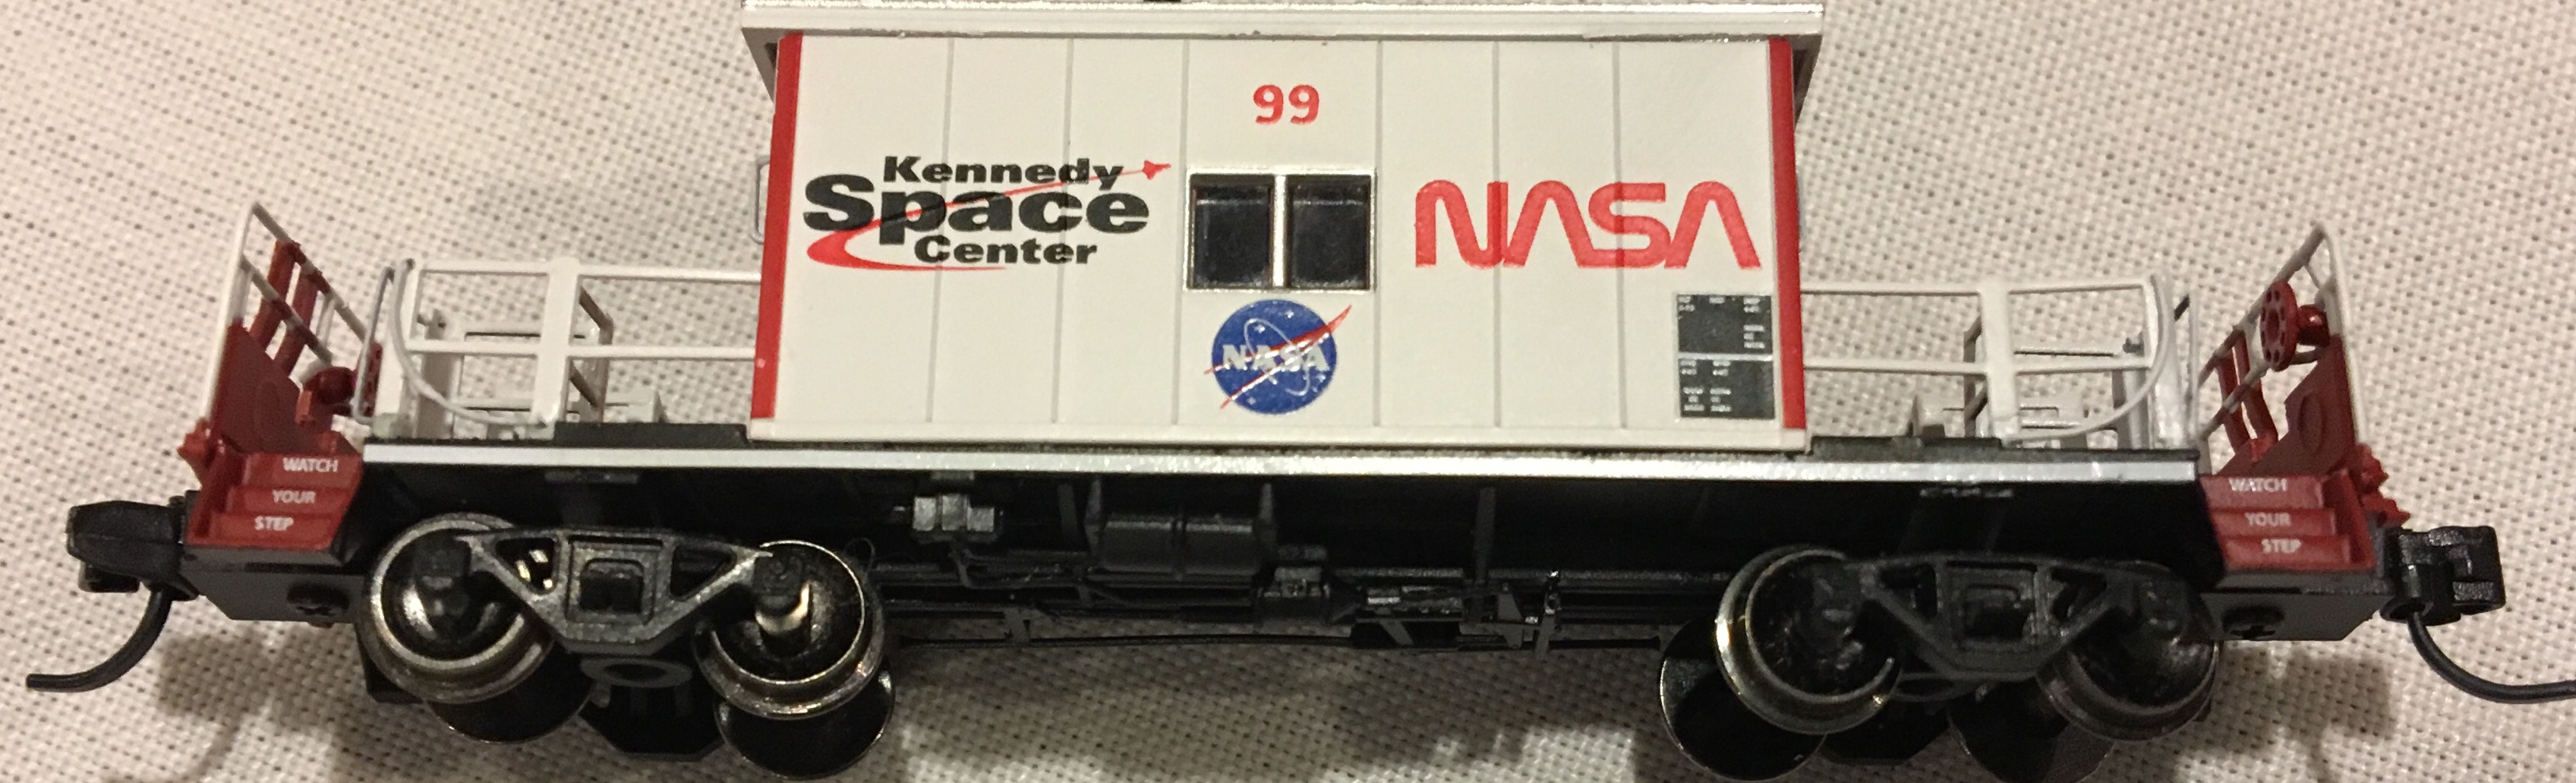 99
Kennedy
Space
Center
NASA
NASA
WATCH
YOUR
STEP
WATCH
YOUR
STEP